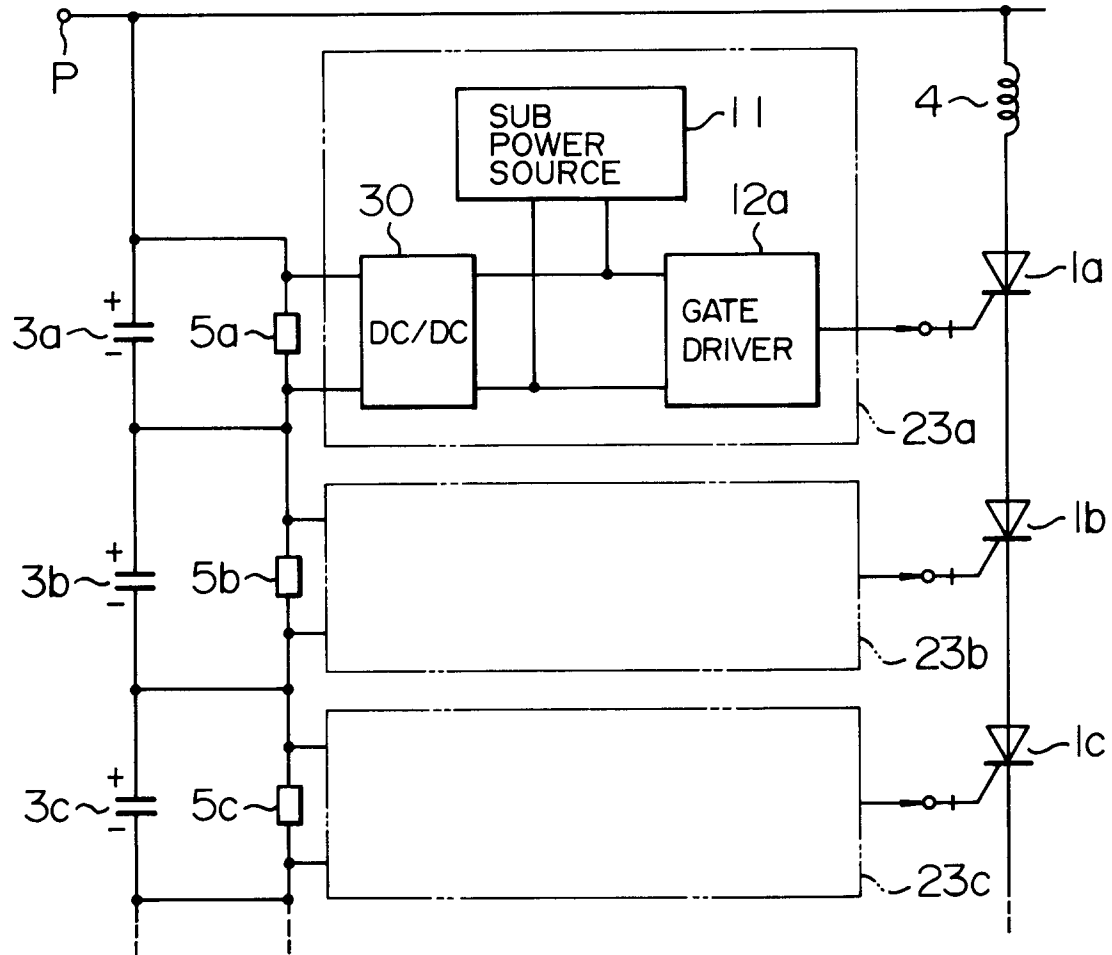 P
4
SUB
POWER
SOURCE
11
30
12a
1a
+
3a
-
5a
DC/DC
GATE
DRIVER
23a
1b
+
3b
-
5b
23b
1c
+
3c
-
5c
23c